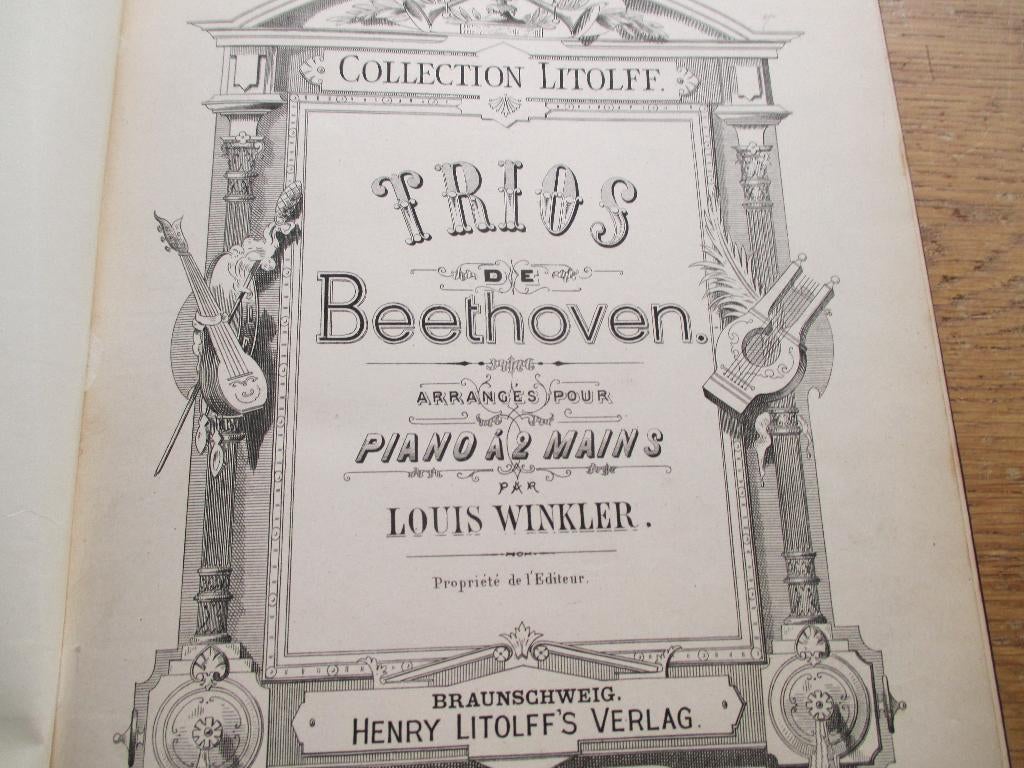 COLLECTION LITOLFF.
TRIOS
DE
Beethoven.
ARRANGÉS POUR
PIANO À 2 MAINS
PAR
LOUIS WINKLER.
Propriété de l'Editeur.
BRAUNSCHWEIG.
HENRY LITOLFF'S VERLAG.